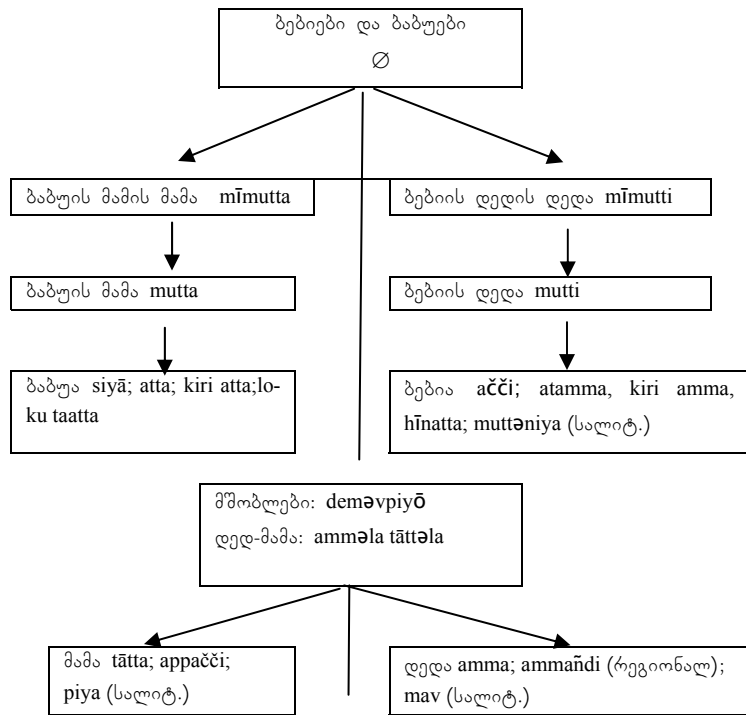 ბებიები და ბაბუები
∅
ბაბუის მამის მამა mīmutta
ბებიის დედის დედა mīmutti
ბაბუის მამა mutta
ბებიის დედა mutti
ბაბუა siyā; atta; kiri atta;lo-
ku taatta
ბებია ačči; atamma, kiri amma,
hīnatta; muttəniya (სალიტ.)
მშობლები: deməvpiyō
დედ-მამა: amməla tāttəla
მამა tātta; appačči;
piya (სალიტ.)
დედა amma; ammañdi (რეგიონალ);
mav (სალიტ.)